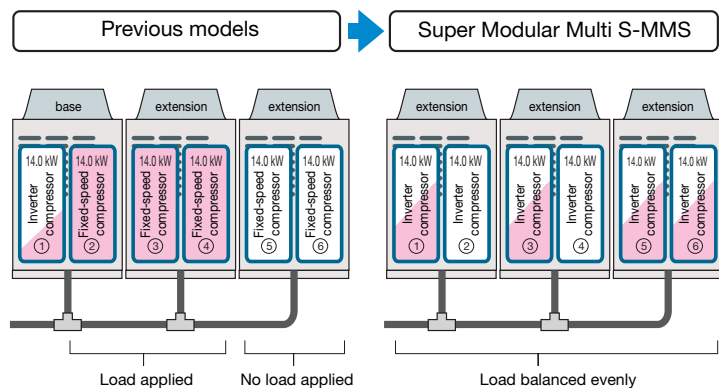 Previous models
Super Modular Multi S-MMS
base
extension
extension
extension
extension
extension
14.0 kW
Inverter
compressor
1
14.0 kW
Fixed-speed
compressor
2
14.0 kW
Fixed-speed
compressor
3
14.0 kW
Fixed-speed
compressor
4
14.0 kW
Fixed-speed
compressor
5
14.0 kW
Fixed-speed
compressor
6
14.0 kW
Inverter
compressor
1
14.0 kW
Inverter
compressor
2
14.0 kW
Inverter
compressor
3
14.0 kW
Inverter
compressor
4
14.0 kW
Inverter
compressor
5
14.0 kW
Inverter
compressor
6
Load applied
No load applied
Load balanced evenly